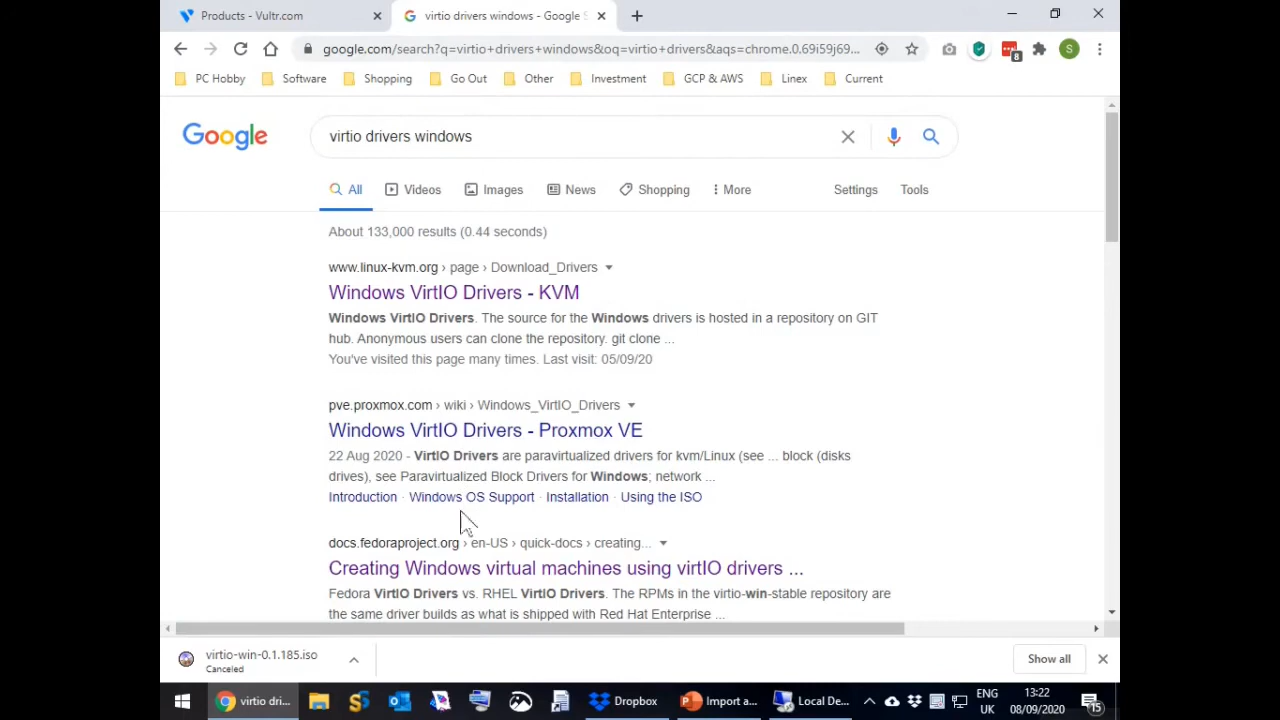 Products - Vultr.com
virtio drivers windows - Google S
google.com/search?q=virtio+drivers+windows&oq=virtio+drivers&aqs=chrome.0.69i59j69...
8
S
PC Hobby
Software
Shopping
Go Out
Other
Investment
GCP & AWS
Linex
Current
Google
virtio drivers windows
All
Videos
Images
News
Shopping
More
Settings
Tools
About 133,000 results (0.44 seconds)
www.linux-kvm.org › page › Download_Drivers
Windows VirtIO Drivers - KVM
Windows VirtIO Drivers. The source for the Windows drivers is hosted in a repository on GIT
hub. Anonymous users can clone the repository. git clone ...
You've visited this page many times. Last visit: 05/09/20
pve.proxmox.com › wiki › Windows_VirtIO_Drivers
Windows VirtIO Drivers - Proxmox VE
22 Aug 2020 - VirtIO Drivers are paravirtualized drivers for kvm/Linux (see ... block (disks
drives), see Paravirtualized Block Drivers for Windows; network ...
Introduction · Windows OS Support · Installation · Using the ISO
docs.fedoraproject.org › en-US › quick-docs › creating...
Creating Windows virtual machines using virtIO drivers ...
Fedora VirtIO Drivers vs. RHEL VirtIO Drivers. The RPMs in the virtio-win-stable repository are
the same driver builds as what is shipped with Red Hat Enterprise ...
virtio-win-0.1.185.iso
Canceled
Show all
virtio dri...
Dropbox
Import a...
Local De...
ENG
UK
13:22
08/09/2020
15